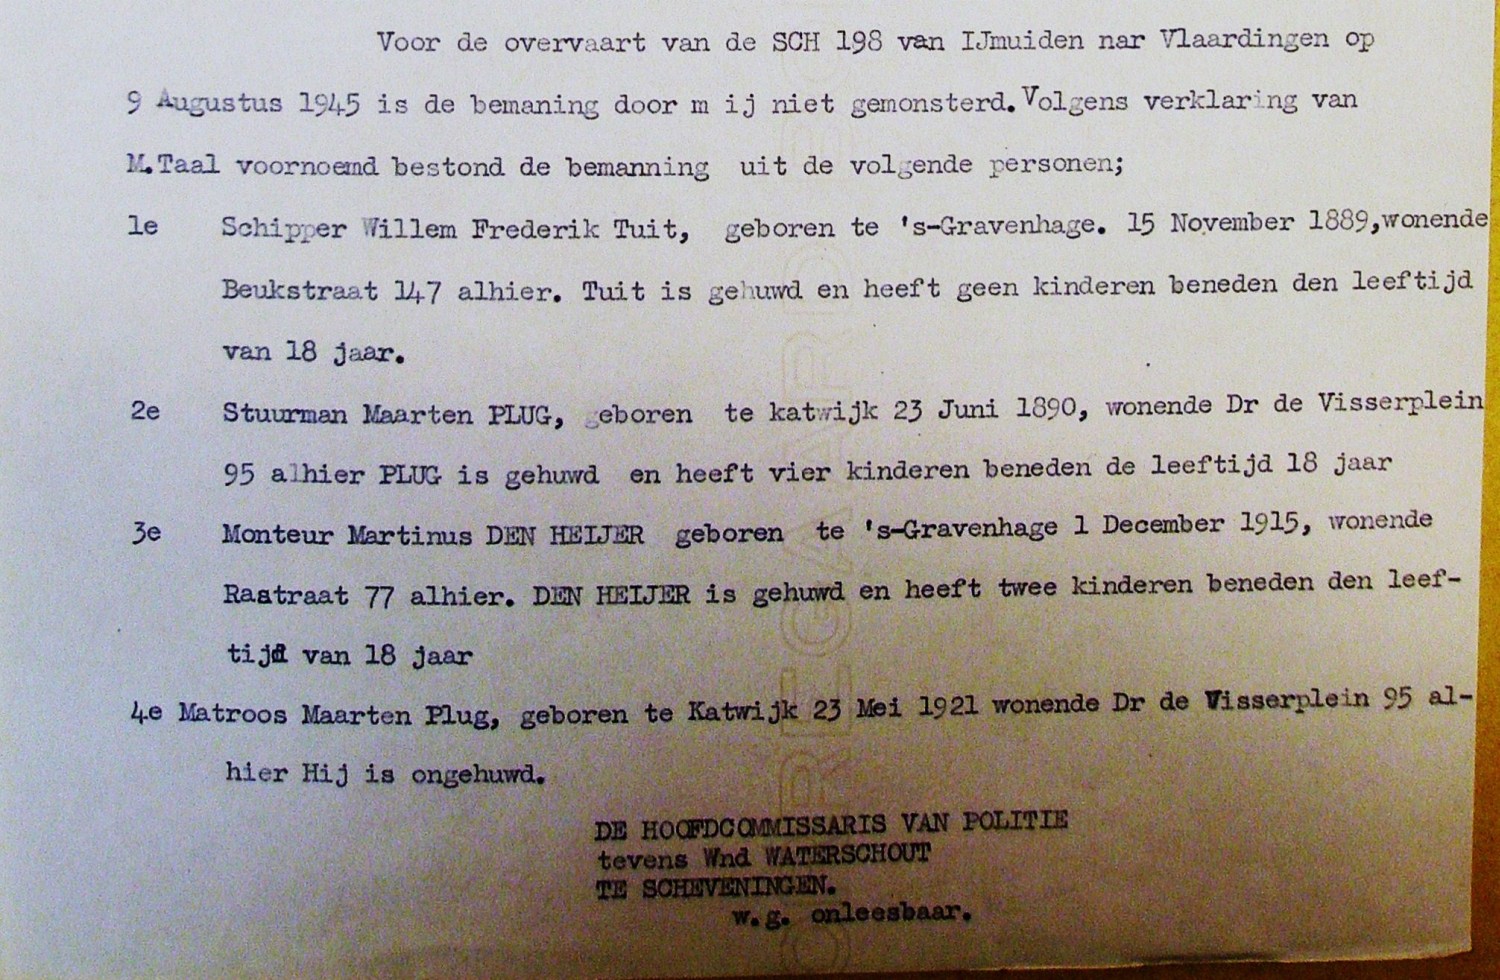 Voor de overvaart van de SCH 198 van IJmuiden nar Vlaardingen op
9 Augustus 1945 is de bemaning door m ij niet gemonsterd. Volgens verklaring van
M.Taal voornoemd bestond de bemanning uit de volgende personen;
1e Schipper Willem Frederik Tuit, geboren te 's-Gravenhage. 15 November 1889,wonende
Beukstraat 147 alhier. Tuit is gehuwd en heeft geen kinderen beneden den leeftijd
van 18 jaar.
2e Stuurman Maarten PLUG, geboren te katwijk 23 Juni 1890, wonende Dr de Visserplein
95 alhier PLUG is gehuwd en heeft vier kinderen beneden de leeftijd 18 jaar
3e Monteur Martinus DEN HEIJER geboren te 's-Gravenhage 1 December 1915, wonende
Rastraat 77 alhier. DEN HEIJER is gehuwd en heeft twee kinderen beneden den leef-
tijd van 18 jaar
4e Matroos Maarten Plug, geboren te Katwijk 23 Mei 1921 wonende Dr de Visserplein 95 al-
hier Hij is ongehuwd.
DE HOOFDCOMMISSARIS VAN POLITIE
tevens Wnd WATERSCHOUT
TE SCHEVENINGEN.
w.g. onleesbaar.